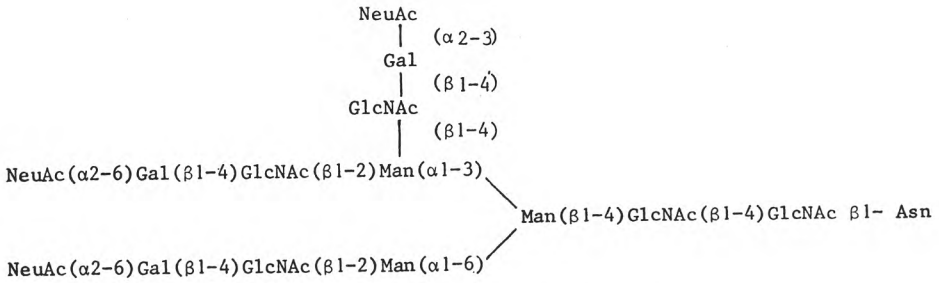 NeuAc
(α2-3)
Gal
(β1-4)
GlcNAc
(β1-4)
NeuAc(α2-6)Gal(β1-4)GlcNAc(β1-2)Man(α1-3)
Man(β1-4)GlcNAc(β1-4)GlcNAc β1- Asn
NeuAc(α2-6)Gal(β1-4)GlcNAc(β1-2)Man(α1-6)